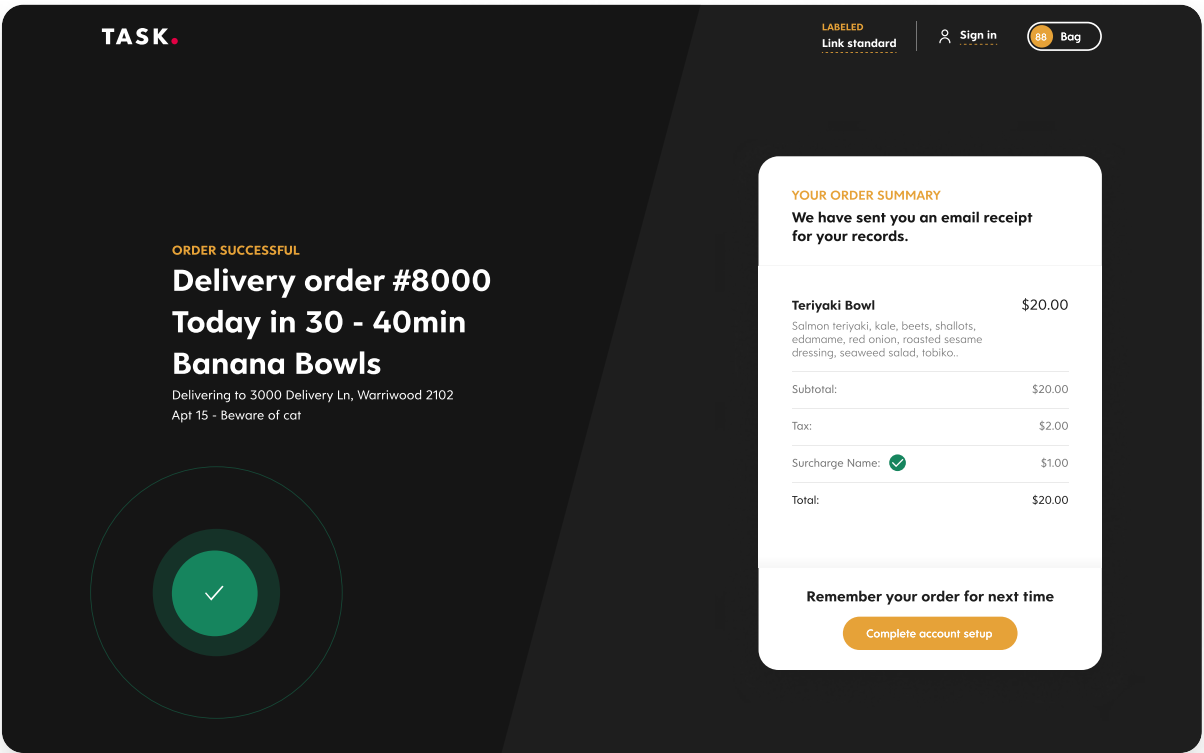 TASK.
LABELED
Link standard
Sign in
88
Bag
ORDER SUCCESSFUL
Delivery order #8000
Today in 30 - 40min
Banana Bowls
Delivering to 3000 Delivery Ln, Warriwood 2102
Apt 15 - Beware of cat
YOUR ORDER SUMMARY
We have sent you an email receipt
for your records.
Teriyaki Bowl $20.00
Salmon teriyaki, kale, beets, shallots,
edamame, red onion, roasted sesame
dressing, seaweed salad, tobiko..
Subtotal: $20.00
Tax: $2.00
Surcharge Name: $1.00
Total: $20.00
Remember your order for next time
Complete account setup